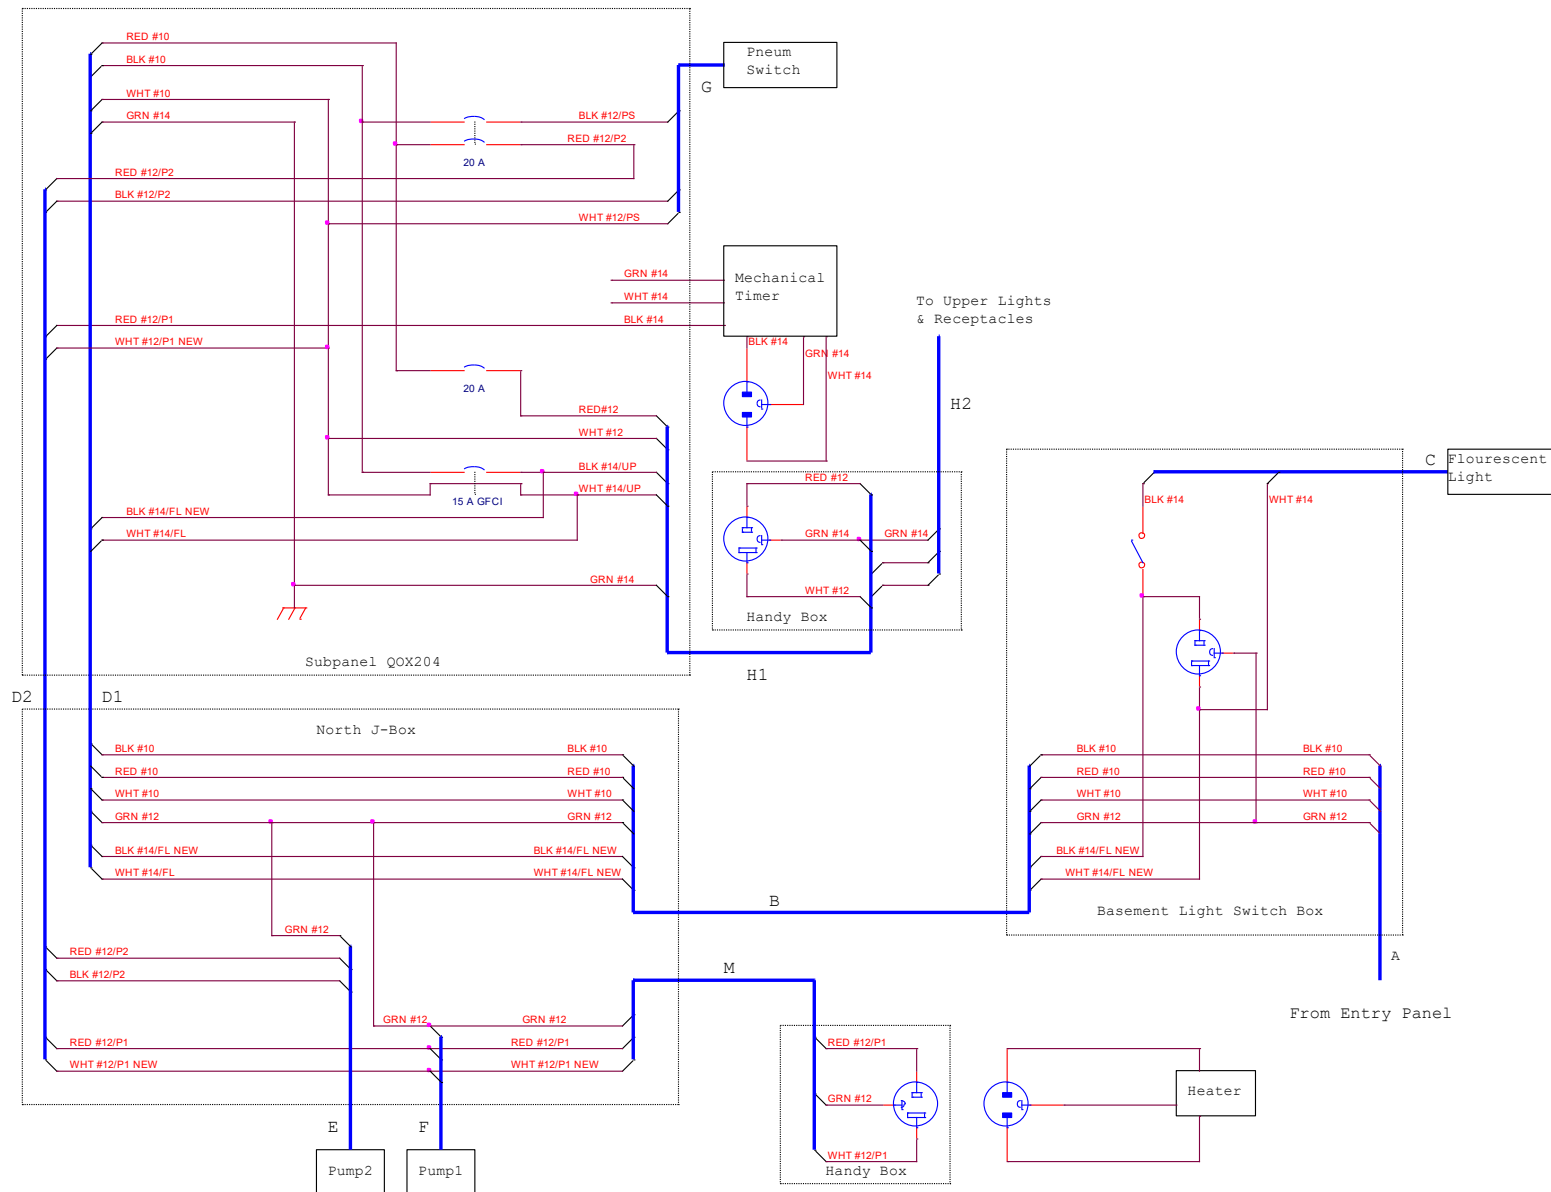 RED #10
BLK #10
WHT #10
GRN #14
Pneum
Switch
G
BLK #12/PS
RED #12/P2
20 A
RED #12/P2
BLK #12/P2
WHT #12/PS
GRN #14
WHT #14
BLK #14
Mechanical
Timer
To Upper Lights
& Receptacles
RED #12/P1
WHT #12/P1 NEW
BLK #14
GRN #14
WHT #14
20 A
RED#12
WHT #12
H2
BLK #14/UP
WHT #14/UP
15 A GFCI
BLK #14/FL NEW
WHT #14/FL
GRN #14
RED #12
GRN #14
GRN #14
WHT #12
Handy Box
C
Flourescent
Light
BLK #14
WHT #14
Subpanel QOX204
H1
D2
D1
North J-Box
BLK #10
BLK #10
RED #10
RED #10
WHT #10
WHT #10
GRN #12
GRN #12
BLK #14/FL NEW
BLK #14/FL NEW
WHT #14/FL
WHT #14/FL NEW
BLK #10
BLK #10
RED #10
RED #10
WHT #10
WHT #10
GRN #12
GRN #12
BLK #14/FL NEW
WHT #14/FL NEW
B
Basement Light Switch Box
A
From Entry Panel
GRN #12
RED #12/P2
BLK #12/P2
M
GRN #12
GRN #12
RED #12/P1
RED #12/P1
WHT #12/P1 NEW
WHT #12/P1 NEW
RED #12/P1
GRN #12
WHT #12/P1
Handy Box
Heater
E
F
Pump2
Pump1